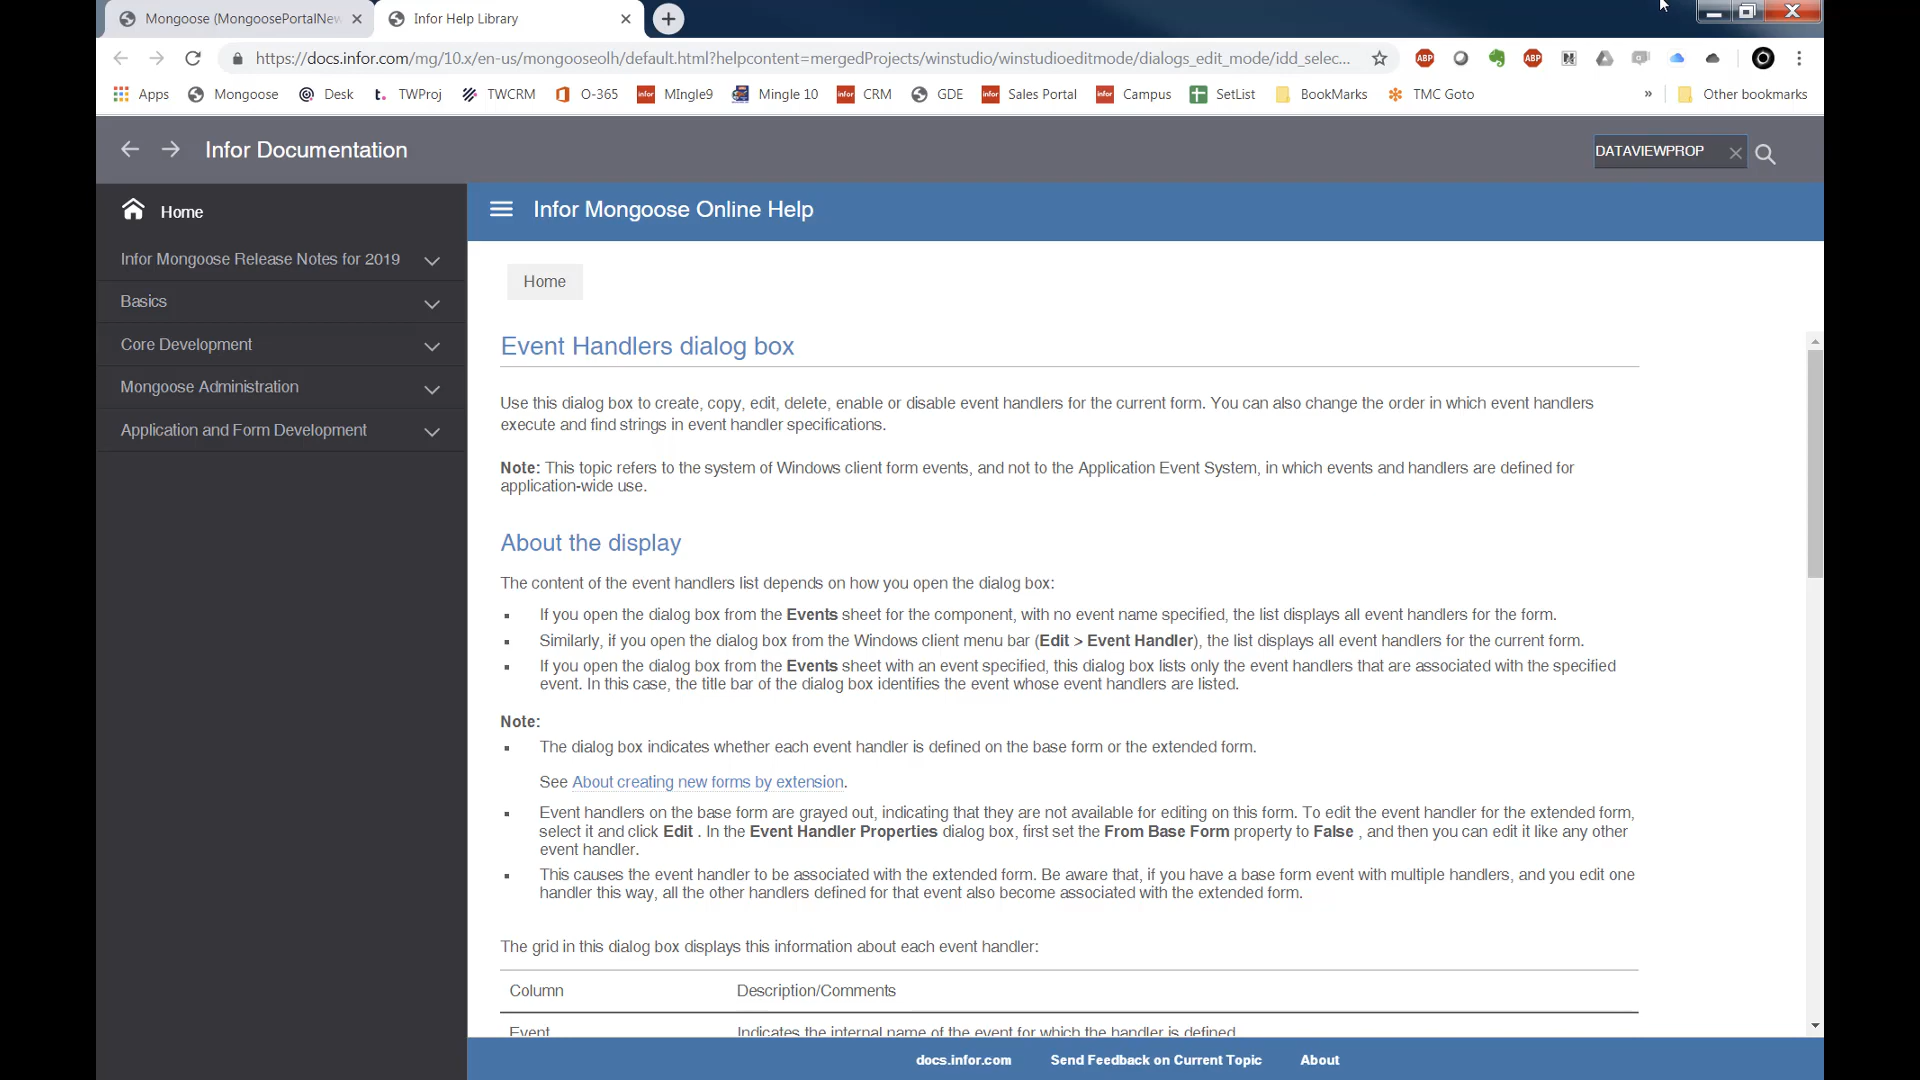 Mongoose (MongoosePortalNew
Infor Help Library
https://docs.infor.com/mg/10.x/en-us/mongooseolh/default.html?helpcontent=mergedProjects/winstudio/winstudioeditmode/dialogs_edit_mode/idd_selec...
ABP
ABP
Apps
Mongoose
Desk
TWProj
TWCRM
O-365
infor
MIngle9
Mingle 10
infor
CRM
GDE
infor
Sales Portal
infor
Campus
SetList
BookMarks
TMC Goto
»
Other bookmarks
Infor Documentation
DATAVIEWPROP
Home
Infor Mongoose Release Notes for 2019
Basics
Core Development
Mongoose Administration
Application and Form Development
Infor Mongoose Online Help
Home
Event Handlers dialog box
Use this dialog box to create, copy, edit, delete, enable or disable event handlers for the current form. You can also change the order in which event handlers
execute and find strings in event handler specifications.
Note: This topic refers to the system of Windows client form events, and not to the Application Event System, in which events and handlers are defined for
application-wide use.
About the display
The content of the event handlers list depends on how you open the dialog box:
▪ If you open the dialog box from the Events sheet for the component, with no event name specified, the list displays all event handlers for the form.
▪ Similarly, if you open the dialog box from the Windows client menu bar (Edit > Event Handler), the list displays all event handlers for the current form.
▪ If you open the dialog box from the Events sheet with an event specified, this dialog box lists only the event handlers that are associated with the specified
event. In this case, the title bar of the dialog box identifies the event whose event handlers are listed.
Note:
▪ The dialog box indicates whether each event handler is defined on the base form or the extended form.
See About creating new forms by extension.
▪ Event handlers on the base form are grayed out, indicating that they are not available for editing on this form. To edit the event handler for the extended form,
select it and click Edit . In the Event Handler Properties dialog box, first set the From Base Form property to False , and then you can edit it like any other
event handler.
▪ This causes the event handler to be associated with the extended form. Be aware that, if you have a base form event with multiple handlers, and you edit one
handler this way, all the other handlers defined for that event also become associated with the extended form.
The grid in this dialog box displays this information about each event handler:
Column
Description/Comments
Event
Indicates the internal name of the event for which the handler is defined
docs.infor.com
Send Feedback on Current Topic
About